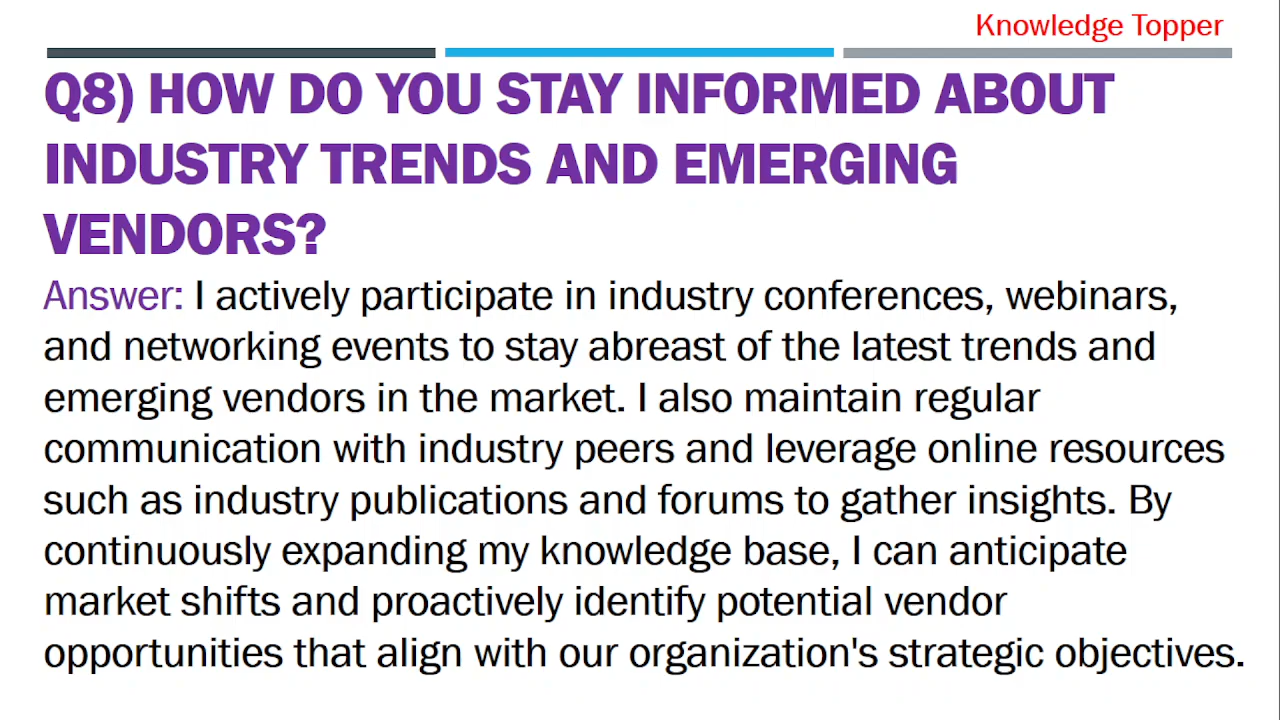 Knowledge Topper
Q8) HOW DO YOU STAY INFORMED ABOUT
INDUSTRY TRENDS AND EMERGING
VENDORS?
Answer: I actively participate in industry conferences, webinars,
and networking events to stay abreast of the latest trends and
emerging vendors in the market. I also maintain regular
communication with industry peers and leverage online resources
such as industry publications and forums to gather insights. By
continuously expanding my knowledge base, I can anticipate
market shifts and proactively identify potential vendor
opportunities that align with our organization's strategic objectives.